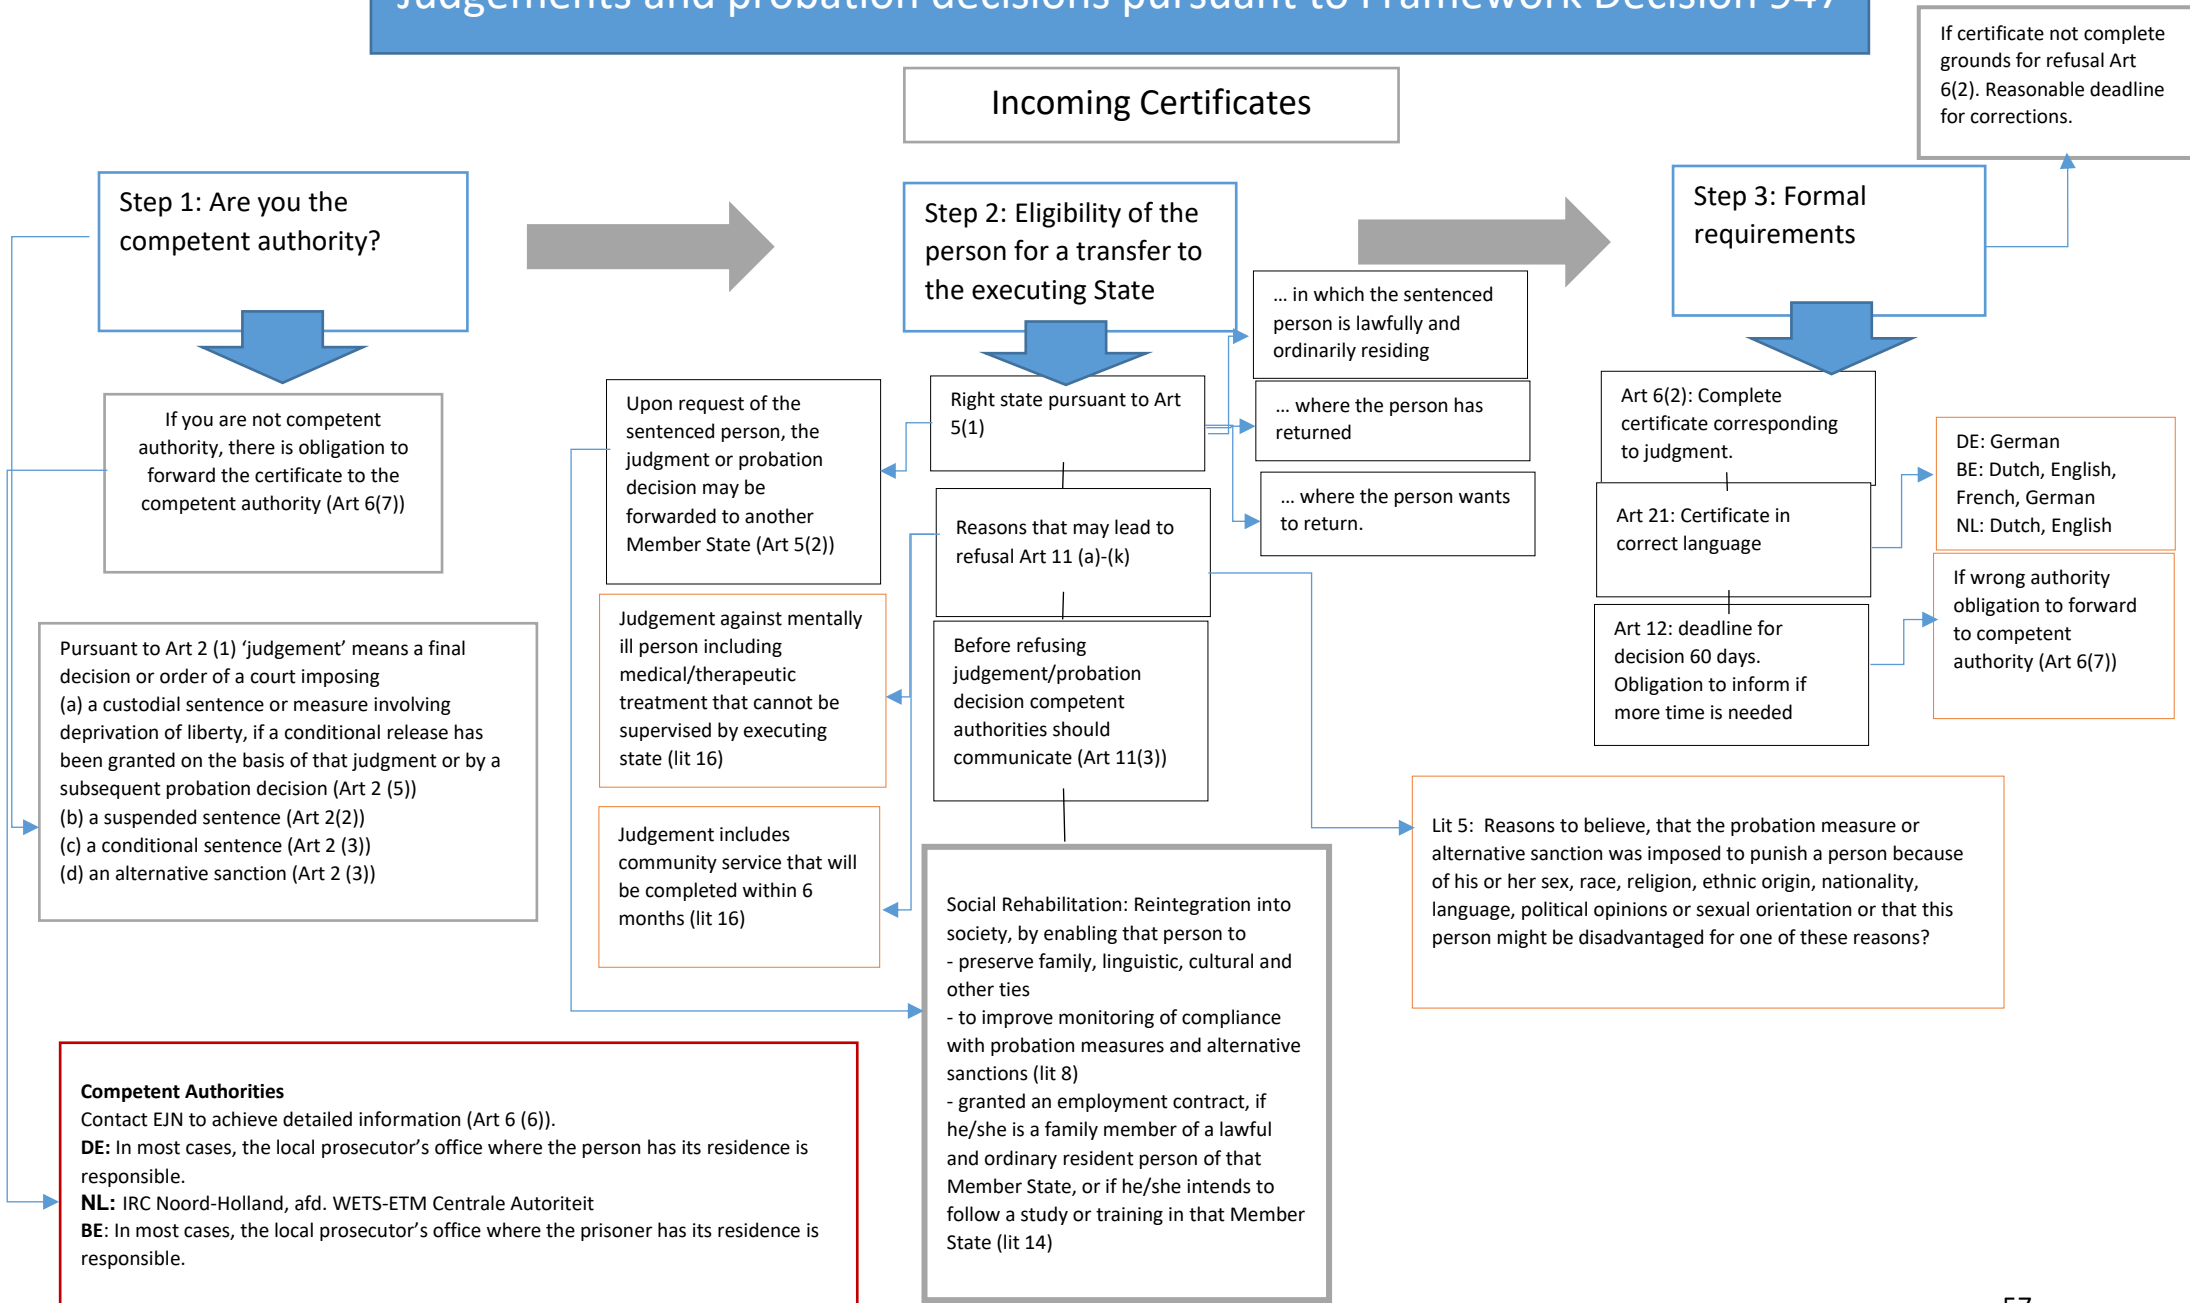 Judgements and probation decisions pursuant to Framework Decision 947
If certificate not complete
grounds for refusal Art
6(2). Reasonable deadline
for corrections.
Incoming Certificates
Step 1: Are you the
competent authority?
Step 2: Eligibility of the
person for a transfer to
the executing State
Step 3: Formal
requirements
... in which the sentenced
person is lawfully and
ordinarily residing
If you are not competent
authority, there is obligation to
forward the certificate to the
competent authority (Art 6(7))
Upon request of the
sentenced person, the
judgment or probation
decision may be
forwarded to another
Member State (Art 5(2))
Right state pursuant to Art
5(1)
... where the person has
returned
... where the person wants
to return.
Art 6(2): Complete
certificate corresponding
to judgment.
DE: German
BE: Dutch, English,
French, German
NL: Dutch, English
Reasons that may lead to
refusal Art 11 (a)-(k)
Art 21: Certificate in
correct language
If wrong authority
obligation to forward
to competent
authority (Art 6(7))
Judgement against mentally
ill person including
medical/therapeutic
treatment that cannot be
supervised by executing
state (lit 16)
Before refusing
judgement/probation
decision competent
authorities should
communicate (Art 11(3))
Art 12: deadline for
decision 60 days.
Obligation to inform if
more time is needed
Pursuant to Art 2 (1) ‘judgement’ means a final
decision or order of a court imposing
(a) a custodial sentence or measure involving
deprivation of liberty, if a conditional release has
been granted on the basis of that judgment or by a
subsequent probation decision (Art 2 (5))
(b) a suspended sentence (Art 2(2))
(c) a conditional sentence (Art 2 (3))
(d) an alternative sanction (Art 2 (3))
Judgement includes
community service that will
be completed within 6
months (lit 16)
Lit 5:  Reasons to believe, that the probation measure or
alternative sanction was imposed to punish a person because
of his or her sex, race, religion, ethnic origin, nationality,
language, political opinions or sexual orientation or that this
person might be disadvantaged for one of these reasons?
Social Rehabilitation: Reintegration into
society, by enabling that person to
- preserve family, linguistic, cultural and
other ties
- to improve monitoring of compliance
with probation measures and alternative
sanctions (lit 8)
- granted an employment contract, if
he/she is a family member of a lawful
and ordinary resident person of that
Member State, or if he/she intends to
follow a study or training in that Member
State (lit 14)
Competent Authorities
Contact EJN to achieve detailed information (Art 6 (6)).
DE: In most cases, the local prosecutor’s office where the person has its residence is
responsible.
NL: IRC Noord-Holland, afd. WETS-ETM Centrale Autoriteit
BE: In most cases, the local prosecutor’s office where the prisoner has its residence is
responsible.
57